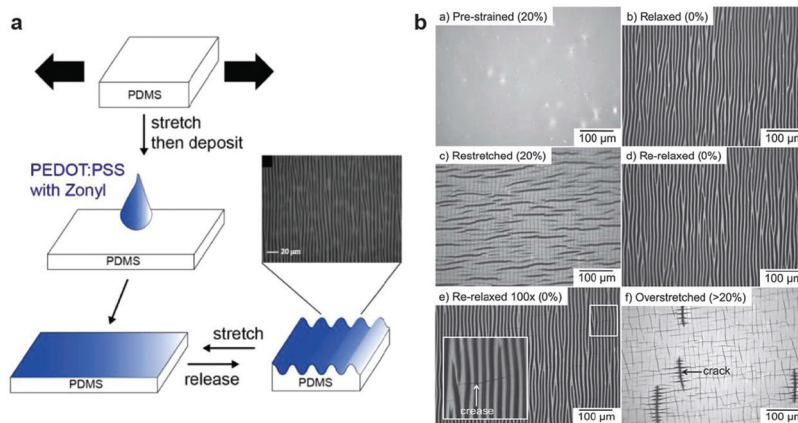 a
PDMS
stretch
then deposit
PEDOT:PSS
with Zonyl
PDMS
20 µm
stretch
release
PDMS
PDMS
b
a) Pre-strained (20%)
100 µm
b) Relaxed (0%)
100 µm
c) Restretched (20%)
100 µm
d) Re-relaxed (0%)
100 µm
e) Re-relaxed 100x (0%)
crease
100 µm
f) Overstretched (>20%)
crack
100 µm